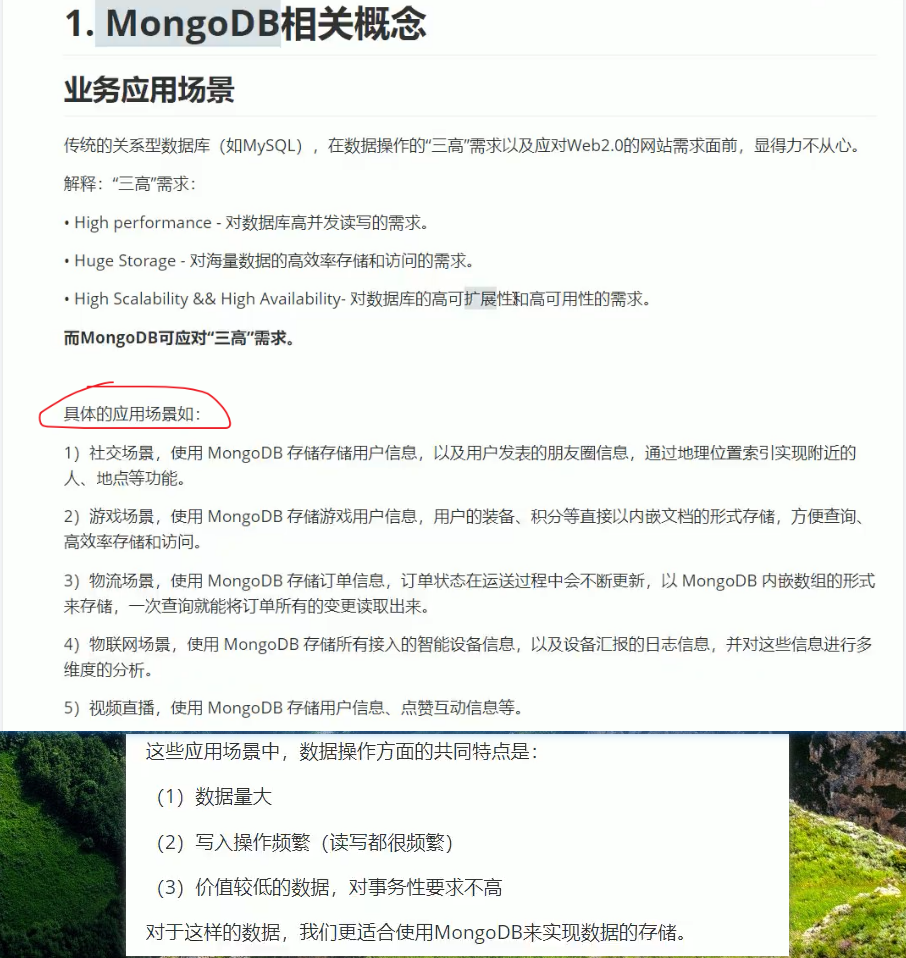 1. MongoDB相关概念
业务应用场景
传统的关系型数据库（如MySQL），在数据操作的“三高”需求以及应对Web2.0的网站需求面前，显得力不从心。
解释：“三高”需求：
• High performance - 对数据库高并发读写的需求。
• Huge Storage - 对海量数据的高效率存储和访问的需求。
• High Scalability && High Availability- 对数据库的高可扩展性和高可用性的需求。
而MongoDB可应对“三高”需求。
具体的应用场景如：
1）社交场景，使用 MongoDB 存储存储用户信息，以及用户发表的朋友圈信息，通过地理位置索引实现附近的
人、地点等功能。
2）游戏场景，使用 MongoDB 存储游戏用户信息，用户的装备、积分等直接以内嵌文档的形式存储，方便查询、
高效率存储和访问。
3）物流场景，使用 MongoDB 存储订单信息，订单状态在运送过程中会不断更新，以 MongoDB 内嵌数组的形式
来存储，一次查询就能将订单所有的变更读取出来。
4）物联网场景，使用 MongoDB 存储所有接入的智能设备信息，以及设备汇报的日志信息，并对这些信息进行多
维度的分析。
5）视频直播，使用 MongoDB 存储用户信息、点赞互动信息等。
这些应用场景中，数据操作方面的共同特点是：
（1）数据量大
（2）写入操作频繁（读写都很频繁）
（3）价值较低的数据，对事务性要求不高
对于这样的数据，我们更适合使用MongoDB来实现数据的存储。